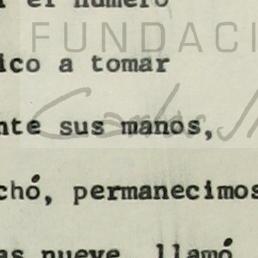 el número
FUNDACI
ico a tomar
nte sus manos,
chó, permanecimos
as nueve, llamó